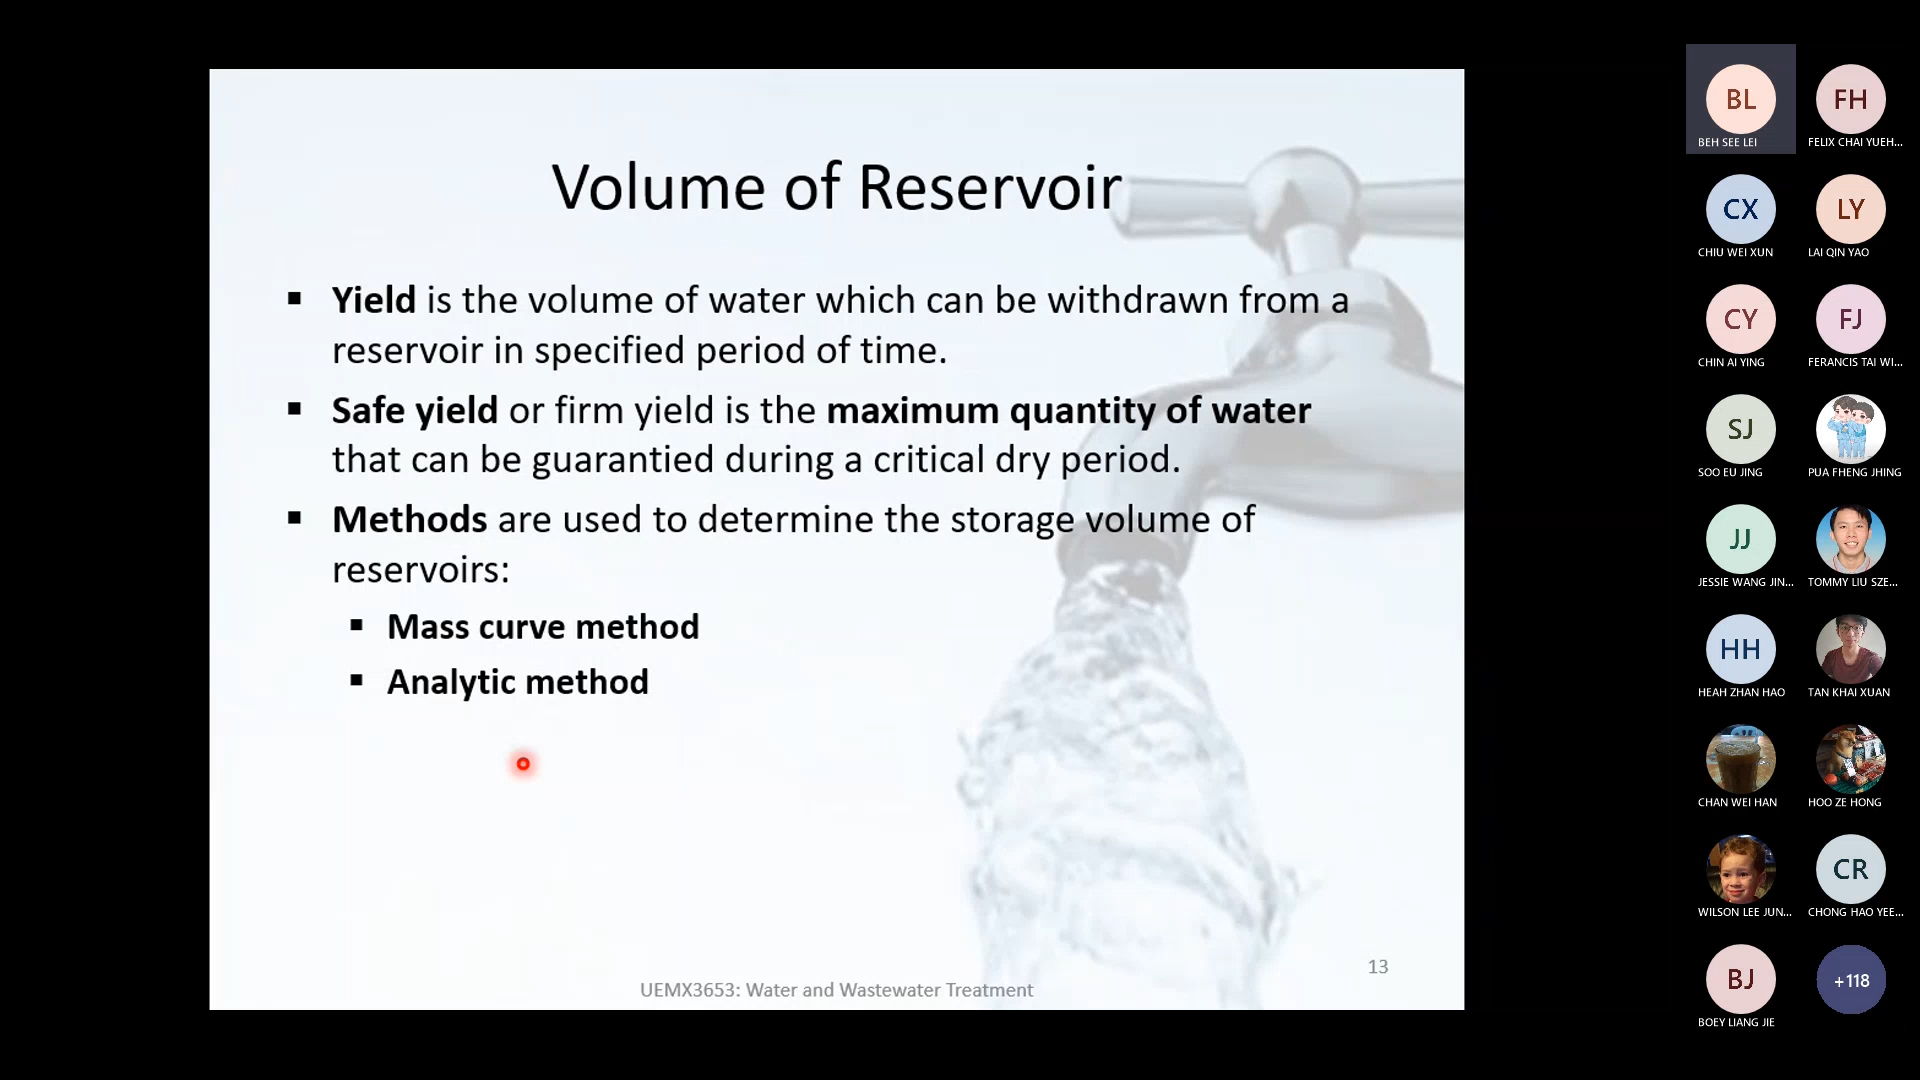 Volume of Reservoir
▪ Yield is the volume of water which can be withdrawn from a
reservoir in specified period of time.
▪ Safe yield or firm yield is the maximum quantity of water
that can be guarantied during a critical dry period.
▪ Methods are used to determine the storage volume of
reservoirs:
▪ Mass curve method
▪ Analytic method
13
UEMX3653: Water and Wastewater Treatment
BL
BEH SEE LEI
FH
FELIX CHAI YUEH...
CX
CHIU WEI XUN
LY
LAI QIN YAO
CY
CHIN AI YING
FJ
FERANCIS TAI WI...
SJ
SOO EU JING
PUA FHENG JHING
JJ
JESSIE WANG JIN...
TOMMY LIU SZE...
HH
HEAH ZHAN HAO
TAN KHAI XUAN
CHAN WEI HAN
HOO ZE HONG
WILSON LEE JUN...
CR
CHONG HAO YEE...
BJ
BOEY LIANG JIE
+118